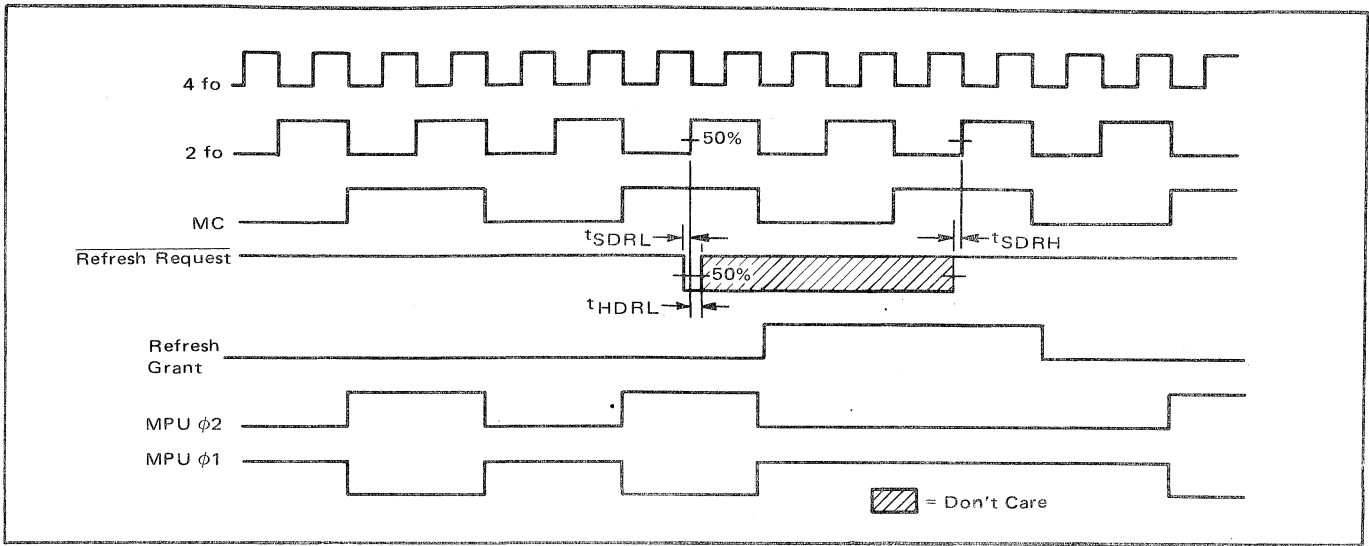 4 fo
2 fo
50%
MC
tSDRL
tSDRH
Refresh Request
50%
tHDRL
Refresh
Grant
MPU ϕ2
MPU ϕ1
= Don't Care